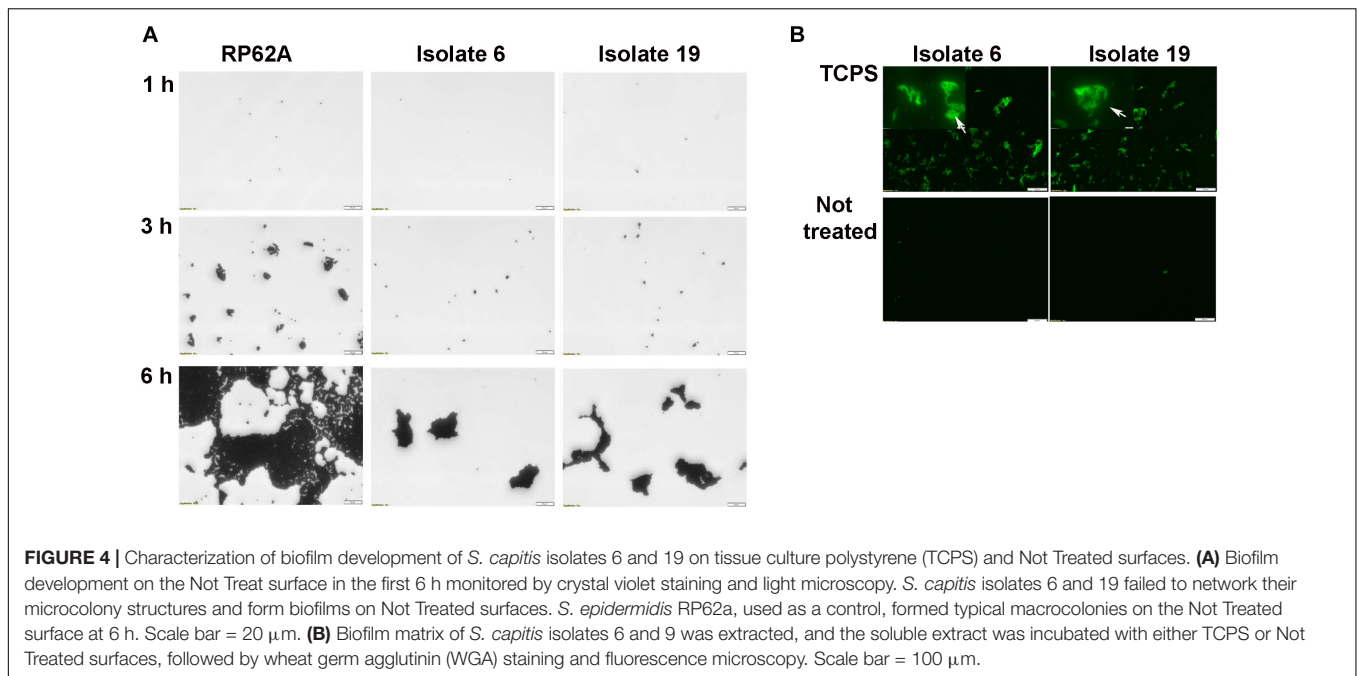 A
B
RP62A
Isolate 6
Isolate 19
Isolate 6
Isolate 19
1 h
TCPS
3 h
Not
treated
6 h
FIGURE 4 | Characterization of biofilm development of S. capitis isolates 6 and 19 on tissue culture polystyrene (TCPS) and Not Treated surfaces. (A) Biofilm
development on the Not Treat surface in the first 6 h monitored by crystal violet staining and light microscopy. S. capitis isolates 6 and 19 failed to network their
microcolony structures and form biofilms on Not Treated surfaces. S. epidermidis RP62a, used as a control, formed typical macrocolonies on the Not Treated
surface at 6 h. Scale bar = 20 μm. (B) Biofilm matrix of S. capitis isolates 6 and 9 was extracted, and the soluble extract was incubated with either TCPS or Not
Treated surfaces, followed by wheat germ agglutinin (WGA) staining and fluorescence microscopy. Scale bar = 100 μm.